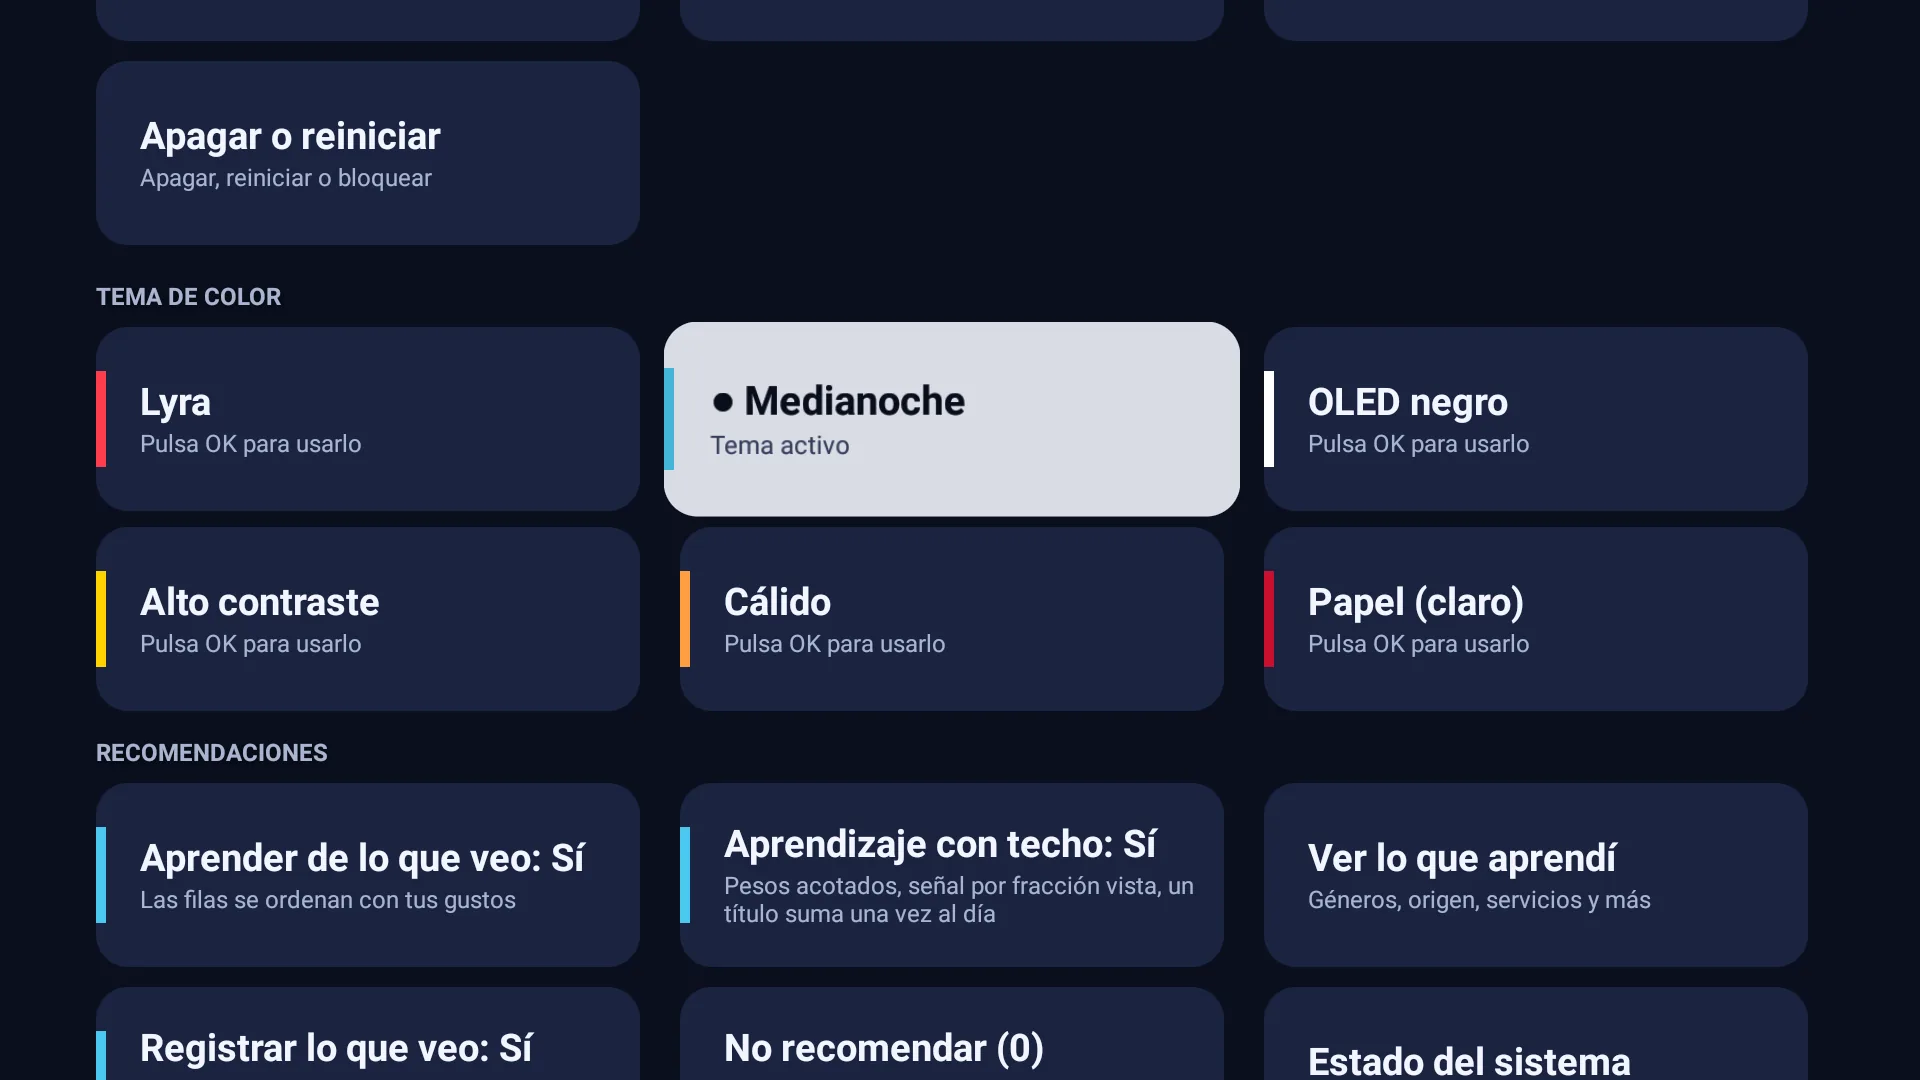 Apagar o reiniciar
Apagar, reiniciar o bloquear
TEMA DE COLOR
Lyra
Pulsa OK para usarlo
● Medianoche
Tema activo
OLED negro
Pulsa OK para usarlo
Alto contraste
Pulsa OK para usarlo
Cálido
Pulsa OK para usarlo
Papel (claro)
Pulsa OK para usarlo
RECOMENDACIONES
Aprender de lo que veo: Sí
Las filas se ordenan con tus gustos
Aprendizaje con techo: Sí
Pesos acotados, señal por fracción vista, un
título suma una vez al día
Ver lo que aprendí
Géneros, origen, servicios y más
Registrar lo que veo: Sí
No recomendar (0)
Estado del sistema